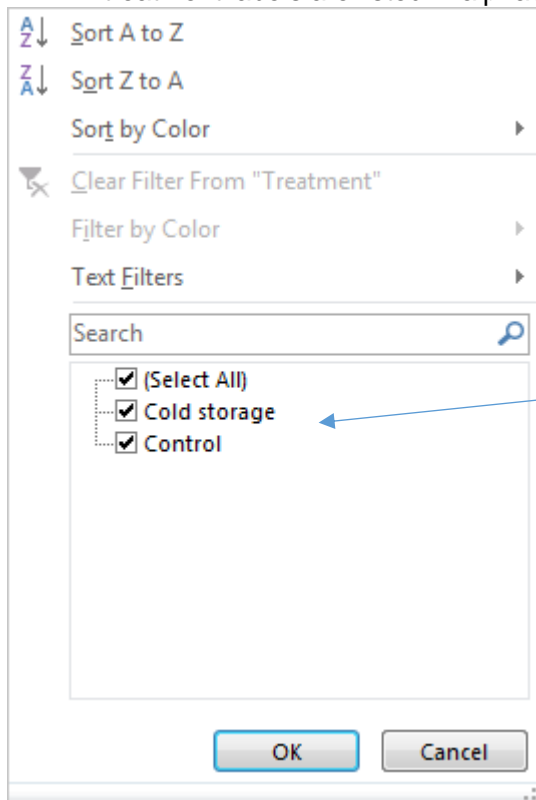 Sort A to Z
Sort Z to A
Sort by Color
Clear Filter From "Treatment"
Filter by Color
Text Filters
Search
(Select All)
Cold storage
Control
OK
Cancel